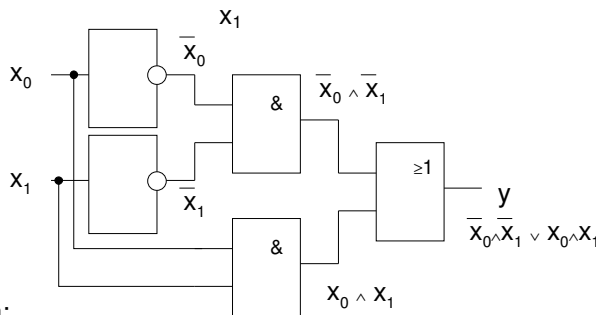 x₁
x̅₀
x₀
& x̅₀ ∧ x̅₁
≥1
x₁
x̅₁
y
x̅₀∧x̅₁ ∨ x₀∧x₁
&
x₀ ∧ x₁